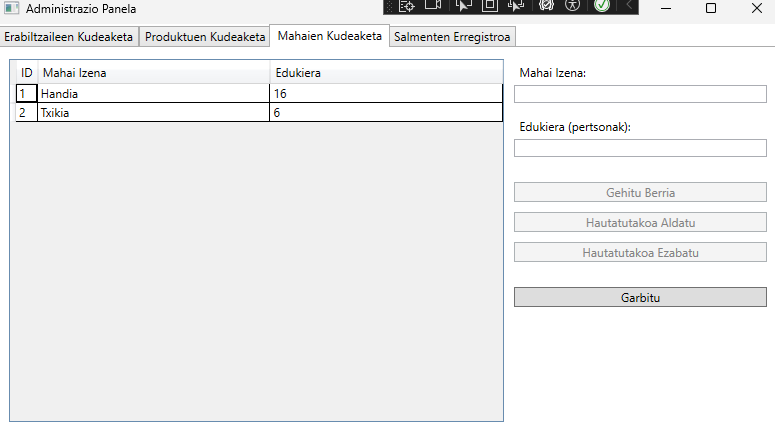 Administrazio Panela
Erabiltzaileen Kudeaketa Produktuen Kudeaketa Mahaien Kudeaketa Salmenten Erregistroa
ID Mahai Izena Edukiera
1 Handia 16
2 Txikia 6
Mahai Izena:
Edukiera (pertsonak):
Gehitu Berria
Hautatutakoa Aldatu
Hautatutakoa Ezabatu
Garbitu